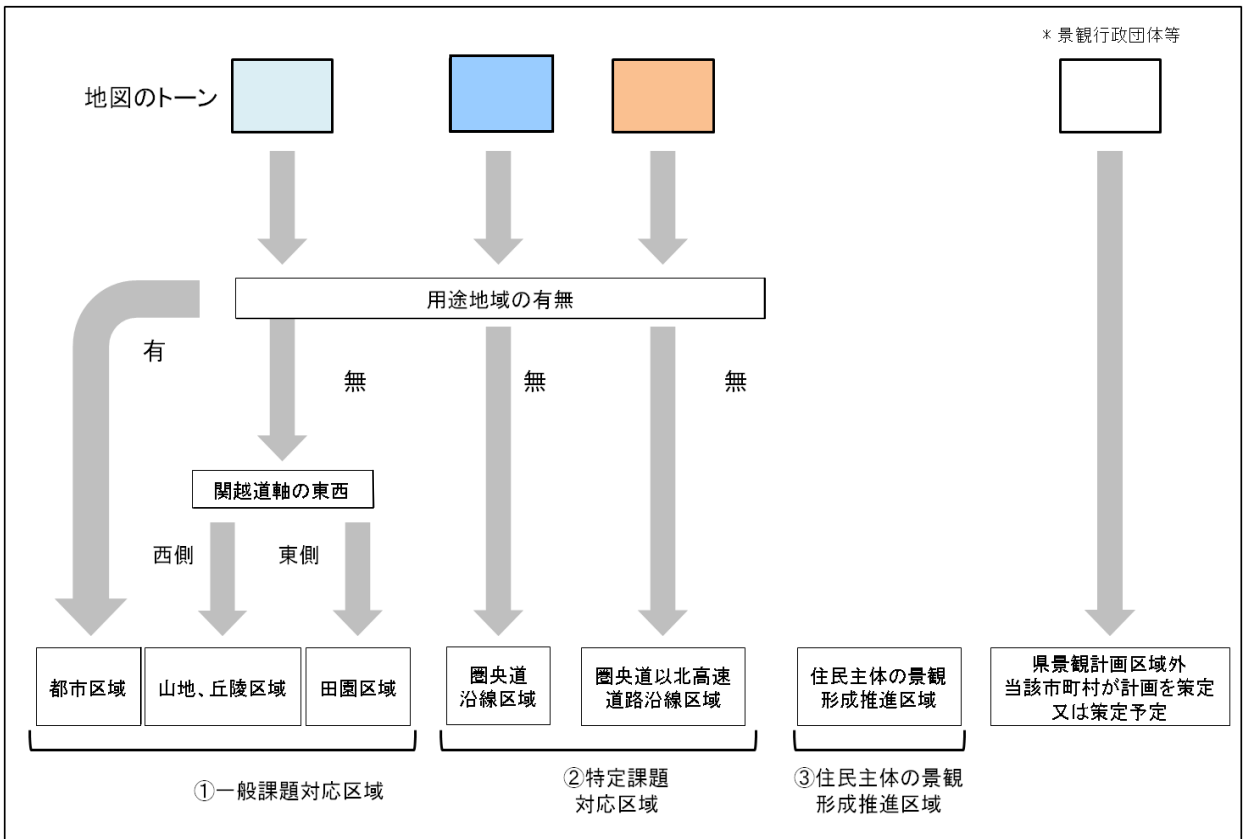 ＊景観行政団体等
地図のトーン
用途地域の有無
有
無
無
無
関越道軸の東西
西側
東側
都市区域
山地、丘陵区域
田園区域
圏央道
沿線区域
圏央道以北高速
道路沿線区域
住民主体の景観
形成推進区域
県景観計画区域外
当該市町村が計画を策定
又は策定予定
①一般課題対応区域
②特定課題
対応区域
③住民主体の景観
形成推進区域